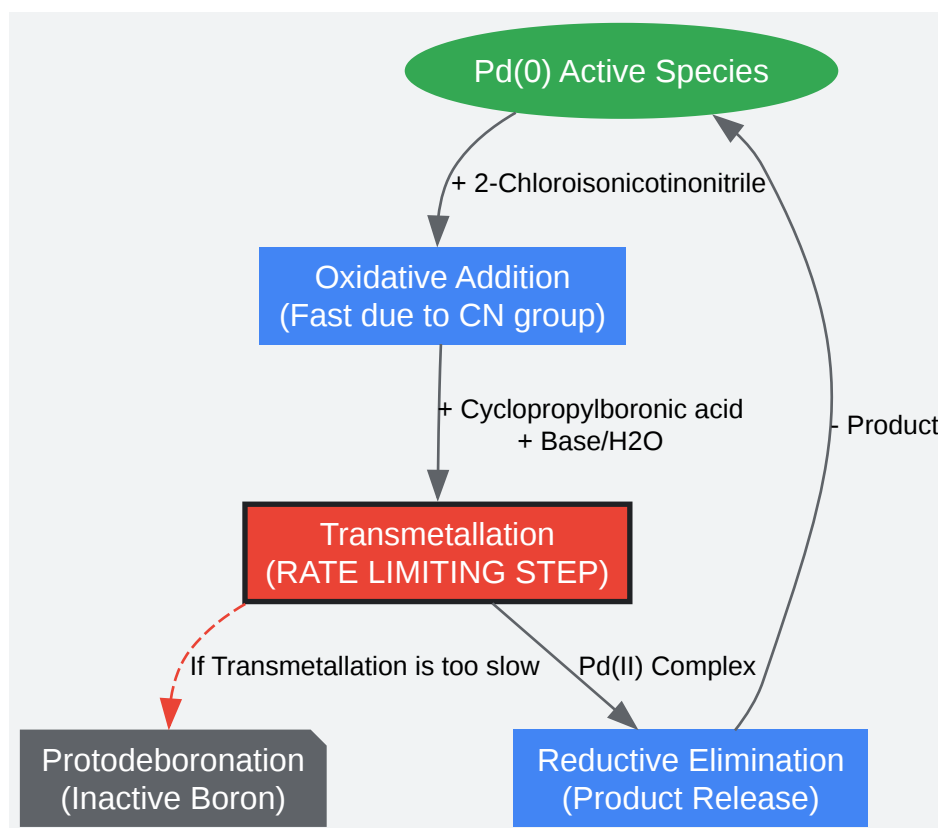 Pd(0) Active Species
+ 2-Chloroisonicotinonitrile
Oxidative Addition
(Fast due to CN group)
+ Cyclopropylboronic acid
+ Base/H2O
- Product
Transmetallation
(RATE LIMITING STEP)
If Transmetallation is too slow
Pd(II) Complex
Protodeboronation
(Inactive Boron)
Reductive Elimination
(Product Release)